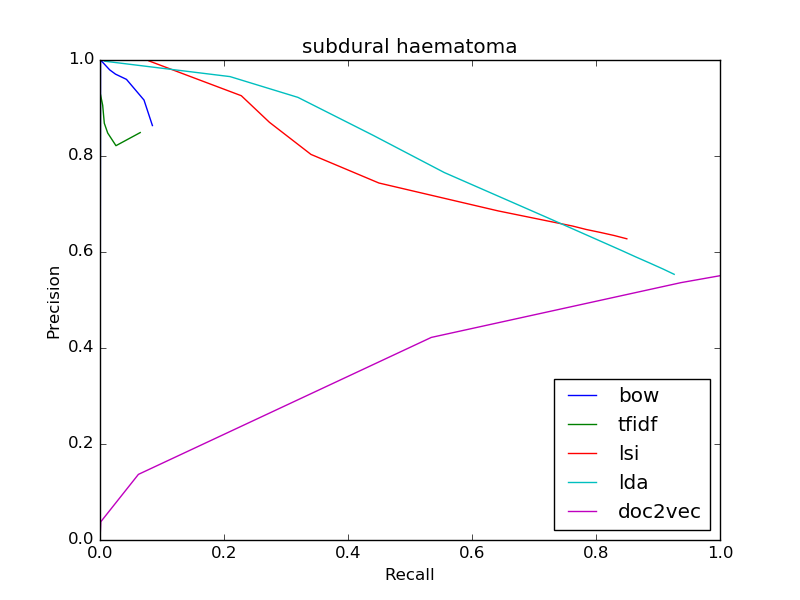 subdural haematoma
1.0
0.8
0.6
0.4
0.2
0.0
Precision
0.0 0.2 0.4 0.6 0.8 1.0
Recall
bow
tfidf
lsi
lda
doc2vec